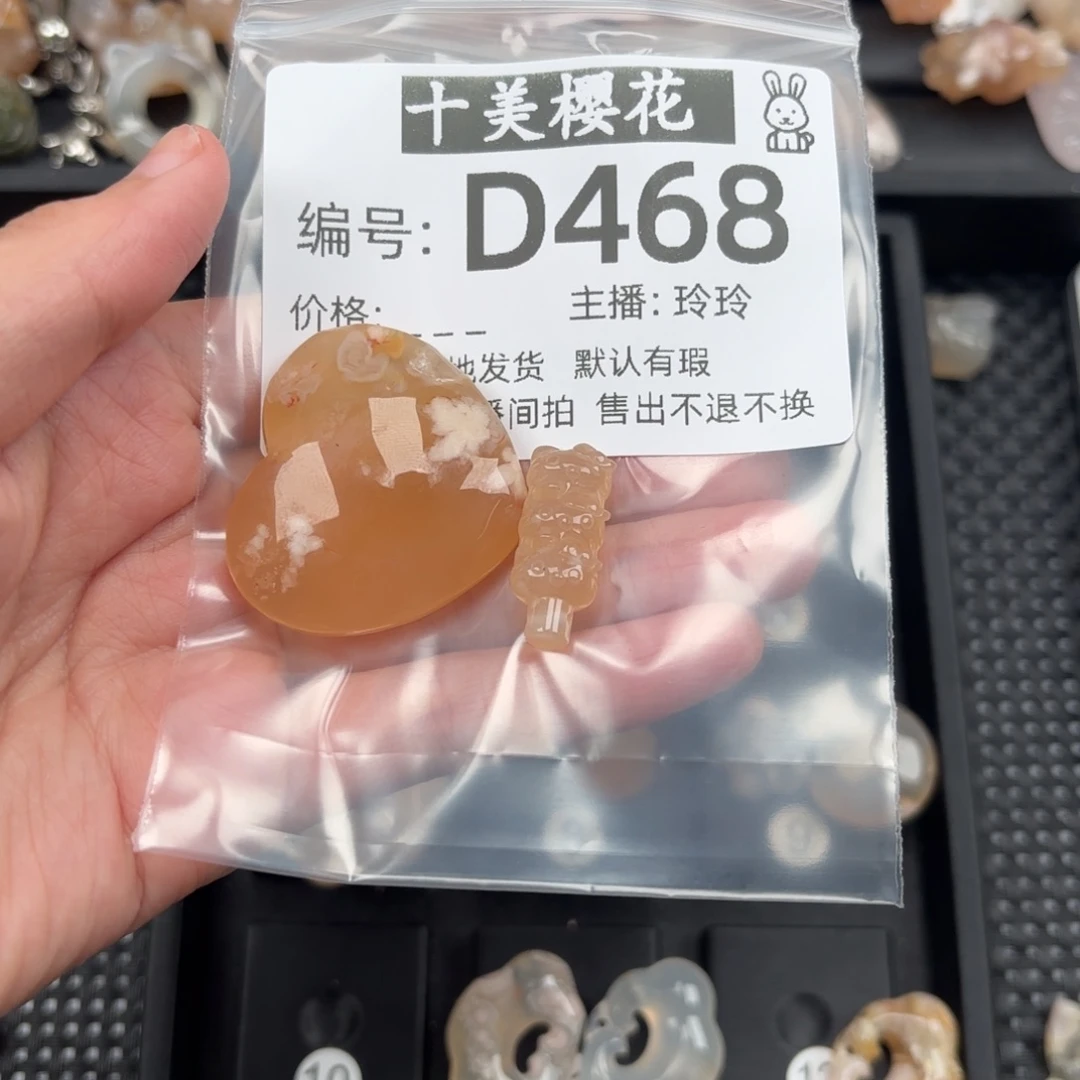 十美樱花
编号: D468
价格: _ _ _ 主播: 玲玲
地发货 默认有瑕
间拍 售出不退不换
10